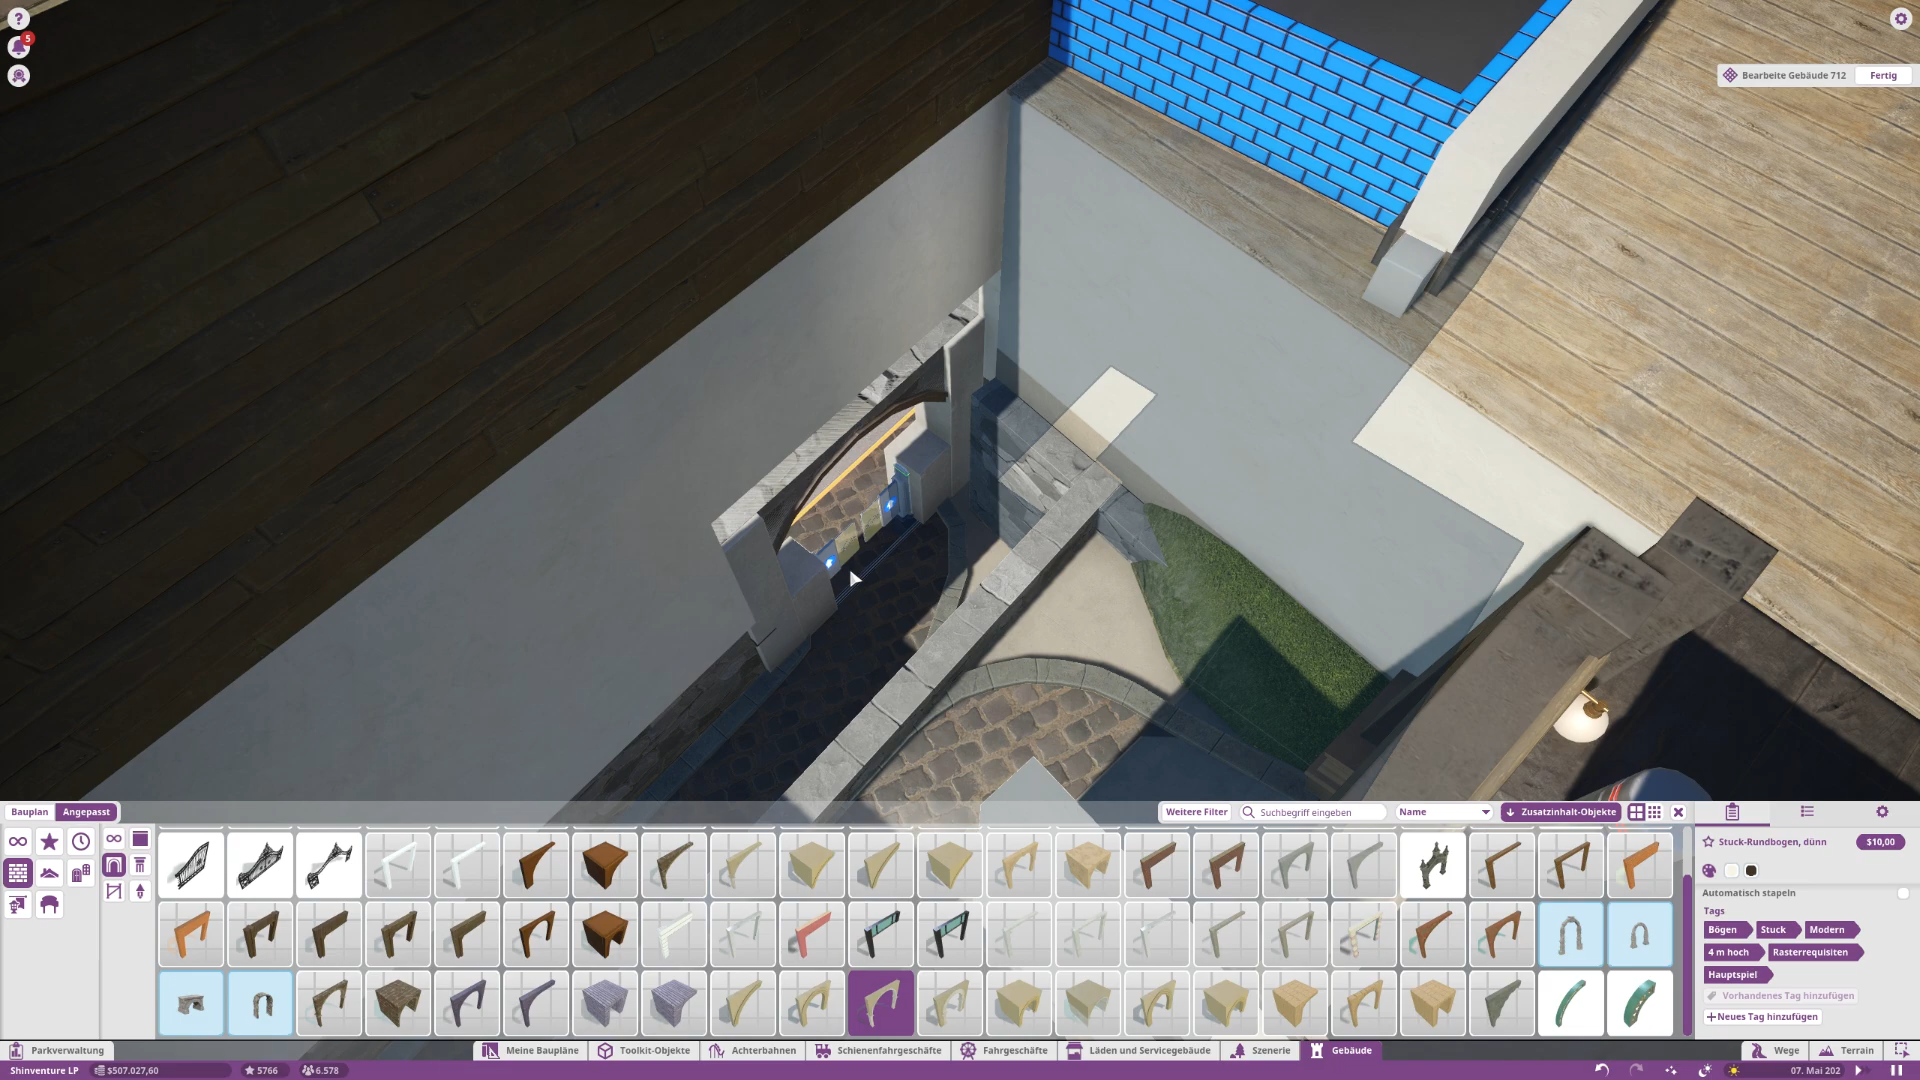 ?
5
Bearbeite Gebäude 712
Fertig
Bauplan
Angepasst
Weitere Filter
Suchbegriff eingeben
Name
Zusatzinhalt-Objekte
Stuck-Rundbogen, dünn
$10,00
Automatisch stapeln
Tags
Bögen
Stuck
Modern
4 m hoch
Rasterrequisiten
Hauptspiel
Vorhandenes Tag hinzufügen
+Neues Tag hinzufügen
Parkverwaltung
Meine Baupläne
Toolkit-Objekte
Achterbahnen
Schienenfahrgeschäfte
Fahrgeschäfte
Läden und Servicegebäude
Szenerie
Gebäude
Wege
Terrain
Shinventure LP
$507.027,60
5766
6.578
07. Mai 202